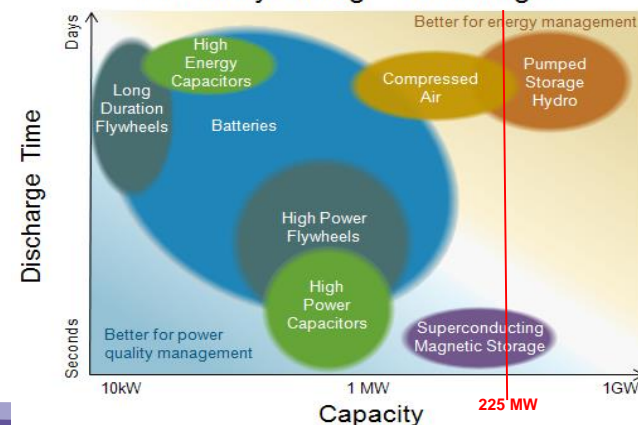 Better for energy management
Days
High
Energy
Capacitors
Long
Duration
Flywheels
Batteries
Compressed
Air
Pumped
Storage
Hydro
Discharge Time
High Power
Flywheels
High
Power
Capacitors
Superconducting
Magnetic Storage
Better for power
quality management
Seconds
10kW
1 MW
225 MW
1GW
Capacity